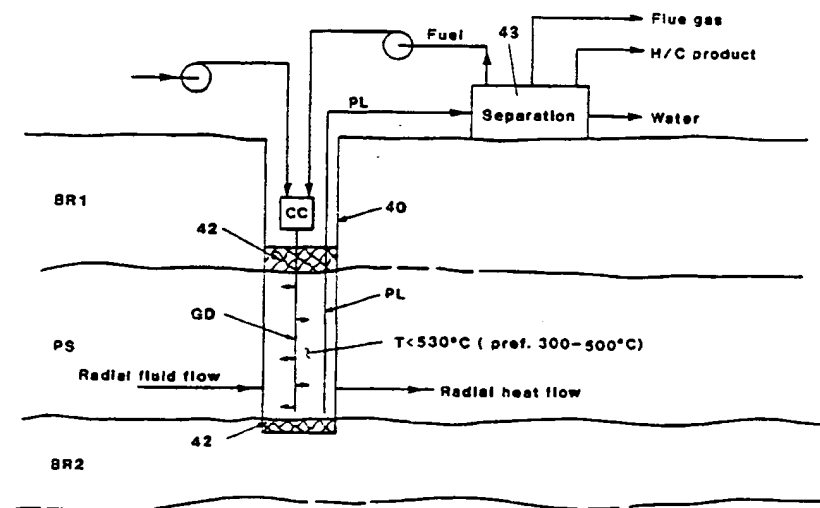 Flue gas
43
Fuel
H/C product
PL
Separation
Water
BR1
CC
40
42
PL
GD
T<530°C ( pref. 300-500°C)
PS
Radial fluid flow
Radial heat flow
42
BR2